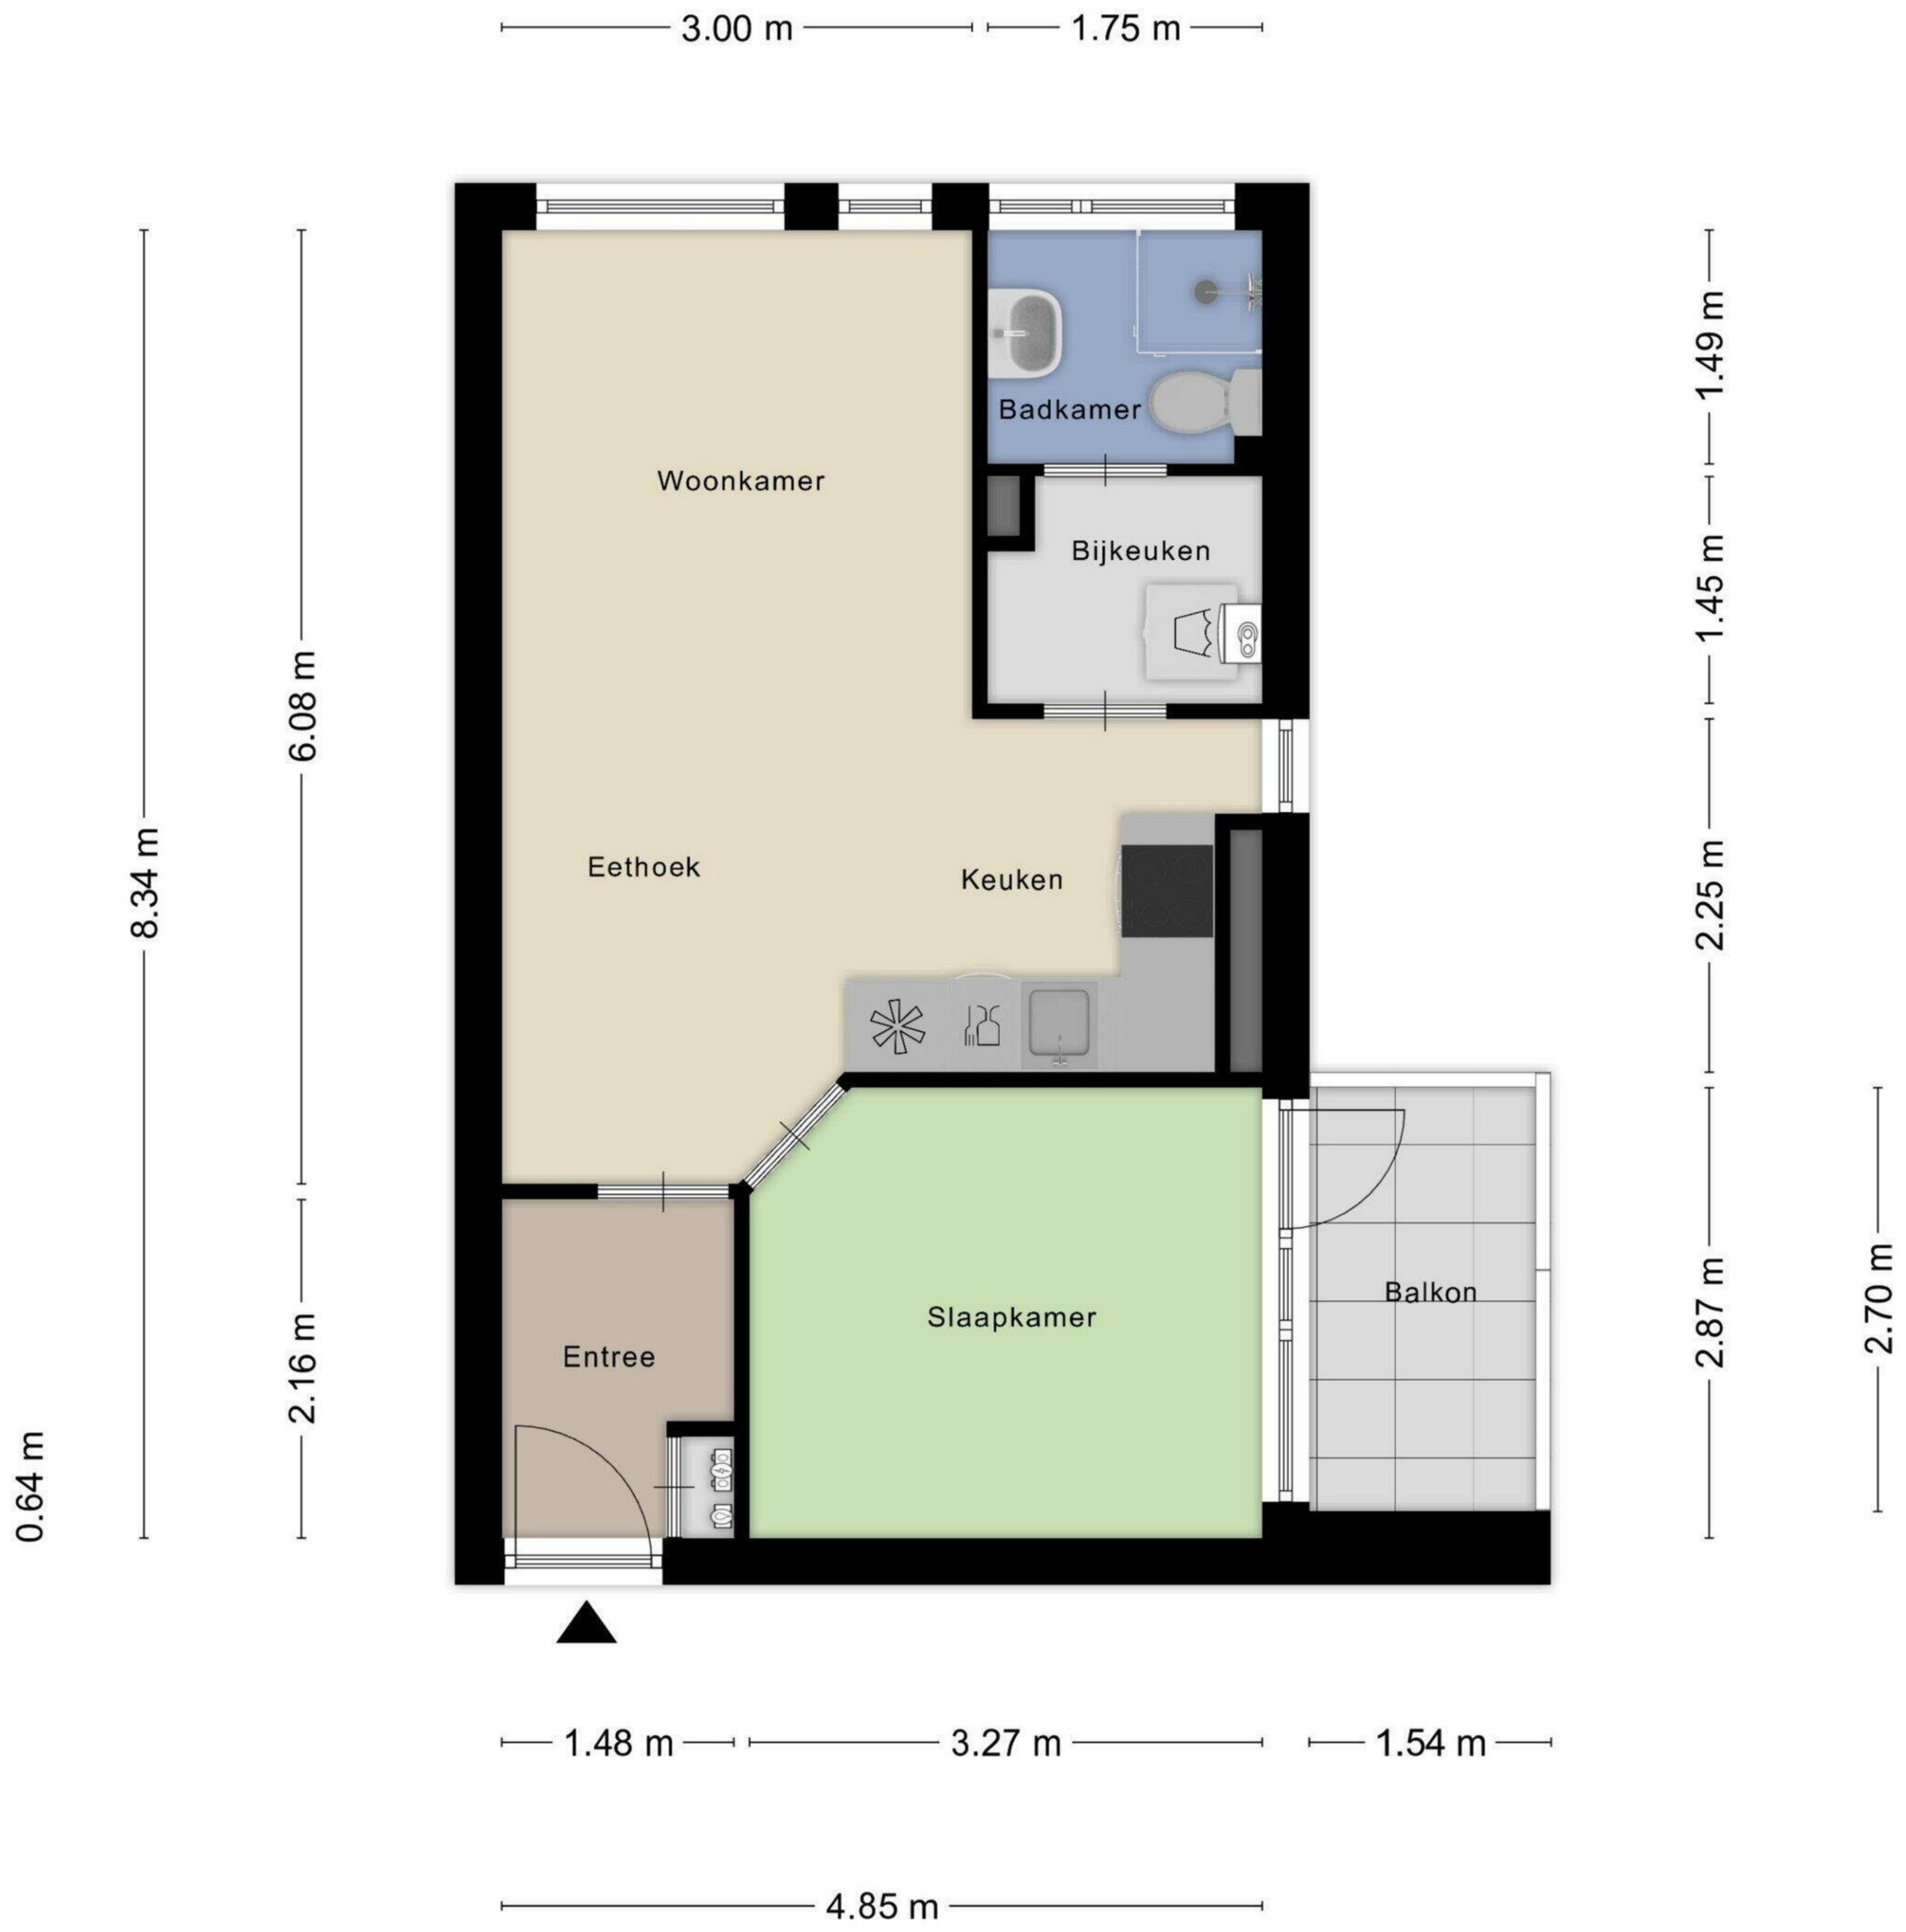 3.00 m
1.75 m
1.49 m
Badkamer
Woonkamer
Bijkeuken
1.45 m
6.08 m
8.34 m
Eethoek
Keuken
2.25 m
Slaapkamer
Balkon
2.87 m
2.70 m
Entree
2.16 m
0.64 m
1.48 m
3.27 m
1.54 m
4.85 m